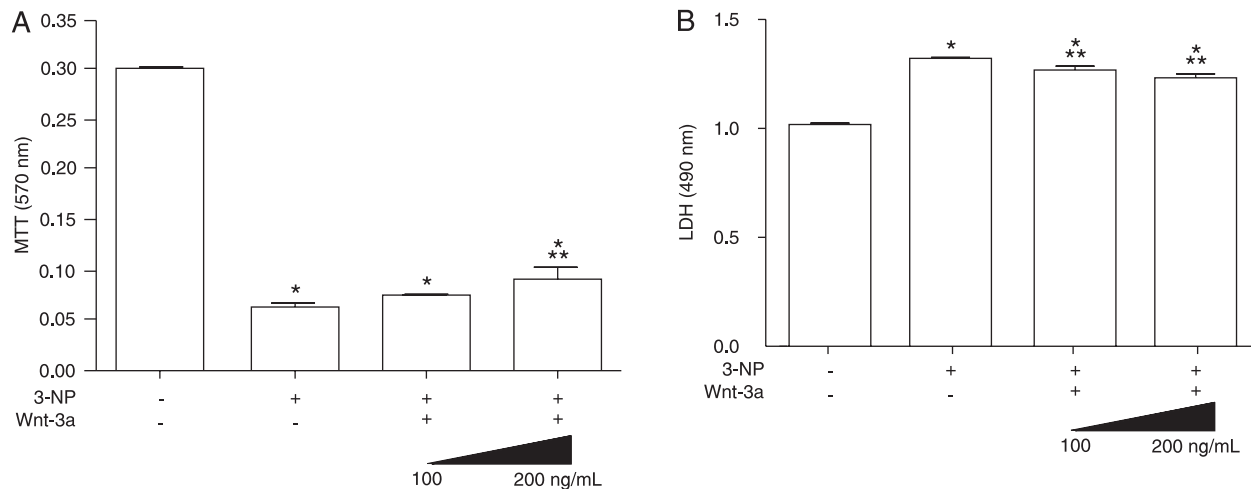 A
MTT (570 nm)
0.35
0.30
0.25
0.20
0.15
0.10
0.05
0.00
*
*
*
**
3-NP - + + +
Wnt-3a - - + +
100 200 ng/mL
B
LDH (490 nm)
1.5
1.0
0.5
0.0
*
*
**
*
**
3-NP - + + +
Wnt-3a - - + +
100 200 ng/mL